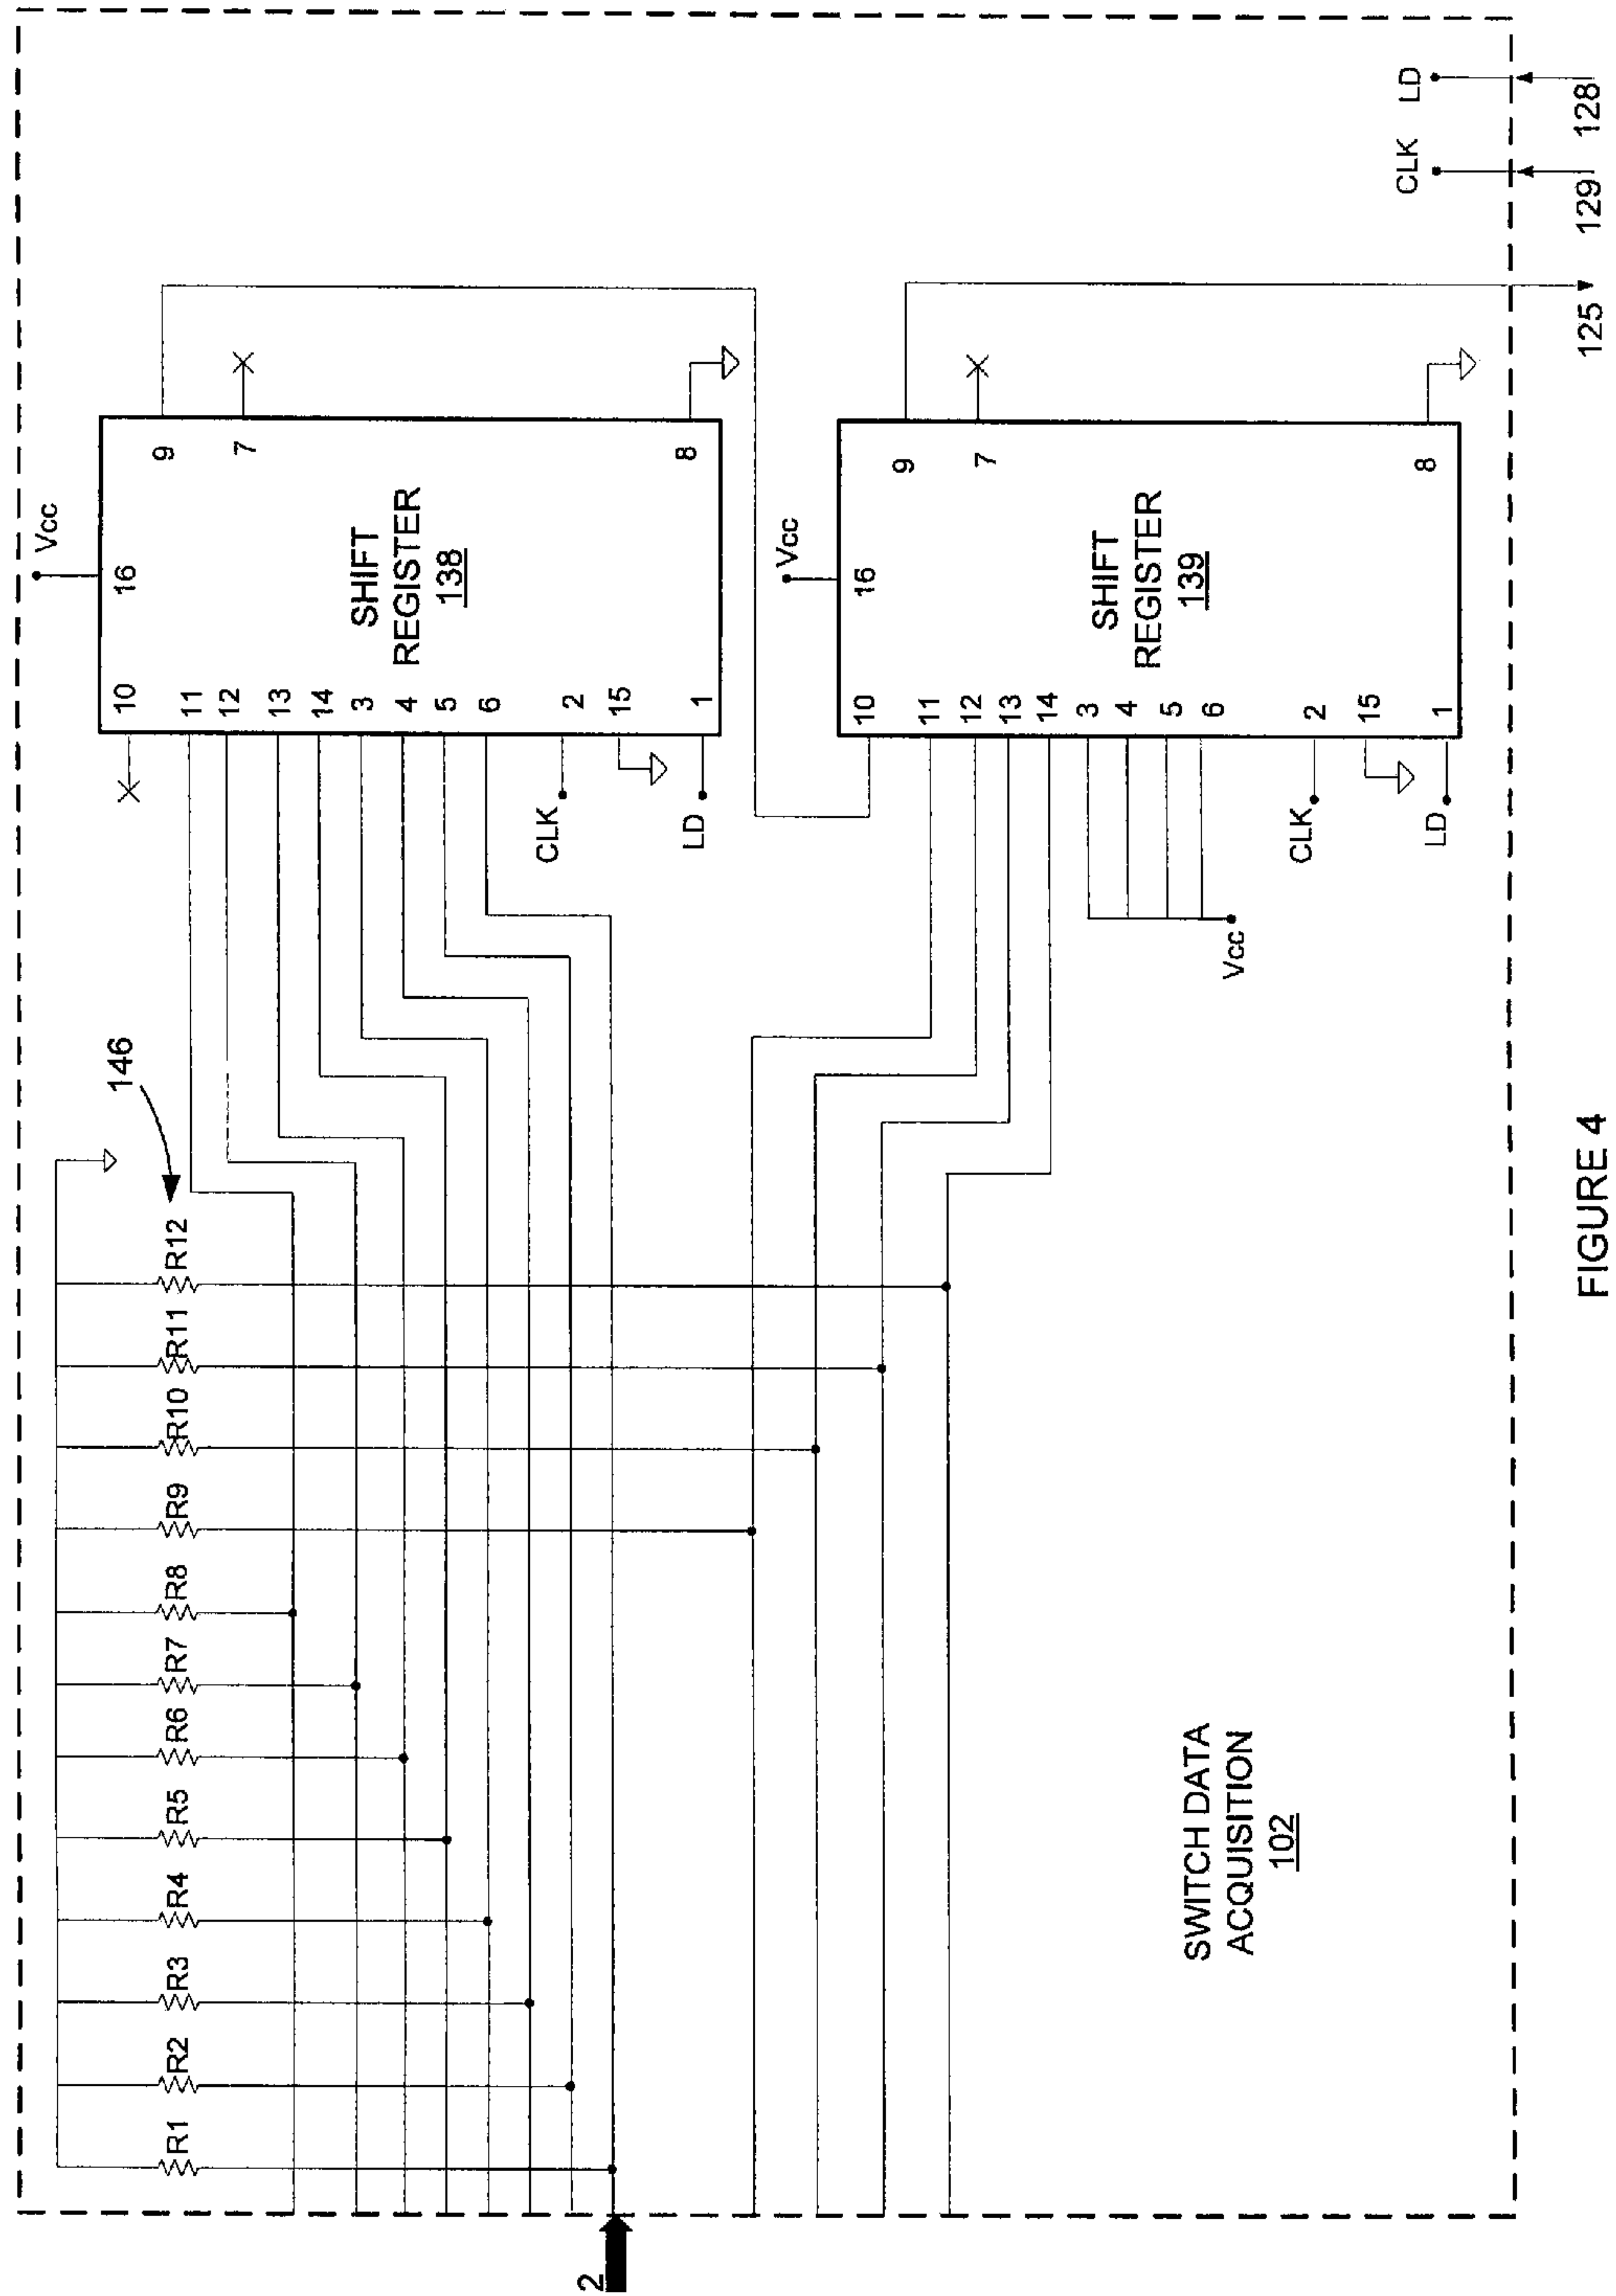 R1
R2
R3
R4
R5
R6
R7
R8
R9
R10
R11
R12
146
Vcc
10
16
9
11
12
7
13
14
SHIFT
REGISTER
138
3
4
5
6
2
CLK
15
8
1
LD
Vcc
10
16
9
11
12
7
13
14
SHIFT
REGISTER
139
3
4
5
6
Vcc
2
CLK
15
8
1
LD
2
SWITCH DATA
ACQUISITION
102
CLK
LD
125
129
128
FIGURE 4